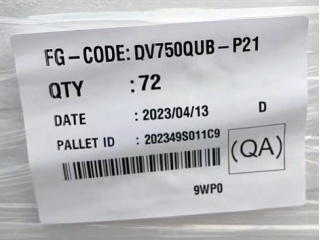 FG-CODE: DV750QUB-P21
QTY : 72
DATE : 2023/04/13 D
PALLET ID : 202349S011C9
(QA)
9WP0